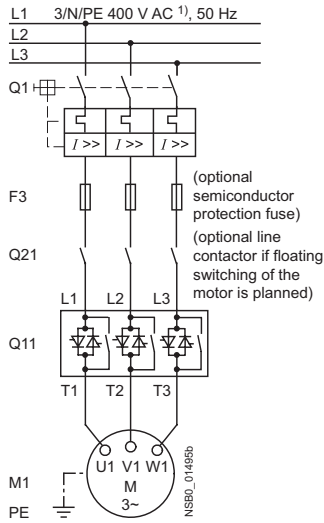 L1 3/N/PE 400 V AC 1), 50 Hz
L2
L3
Q1
I >> I >> I >>
F3
(optional
semiconductor
protection fuse)
Q21
(optional line
contactor if floating
switching of the
motor is planned)
L1 L2 L3
Q11
T1 T2 T3
U1 V1 W1
M
3~
M1
PE
NSB0_01495b